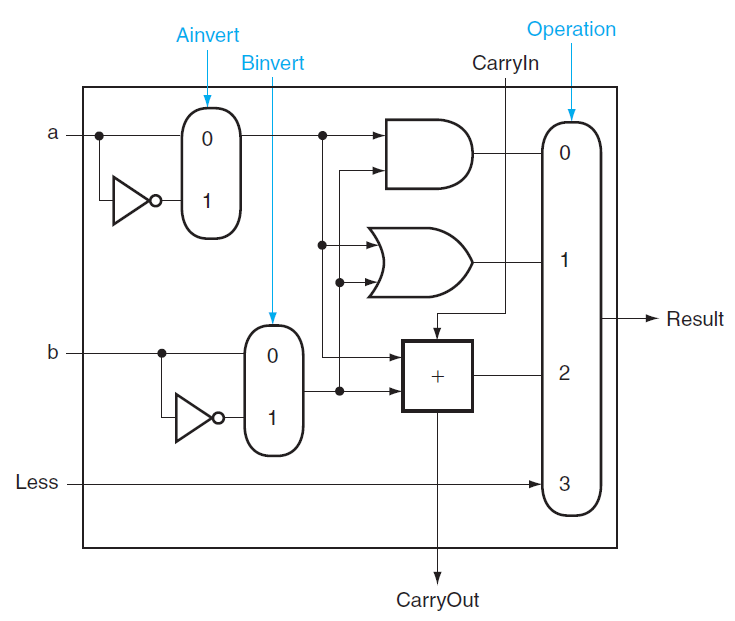 Ainvert
Binvert
Operation
CarryIn
a
0
1
0
1
b
0
1
+
2
Less
3
Result
CarryOut